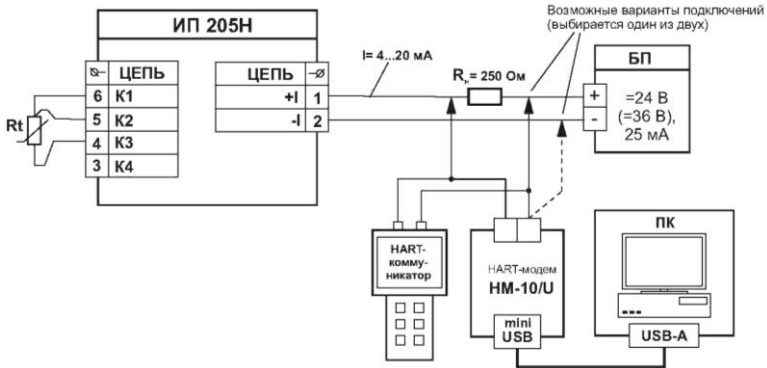 Возможные варианты подключений
(выбирается один из двух)
ИП 205Н
ЦЕПЬ
6 К1
5 К2
4 К3
3 К4
ЦЕПЬ
+I 1
-I 2
Rt
I= 4...20 мА
Rн= 250 Ом
БП
+
-
=24 В
(=36 В),
25 мА
HART-
комму-
никатор
HART-модем
НМ-10/U
mini
USB
ПК
USB-A